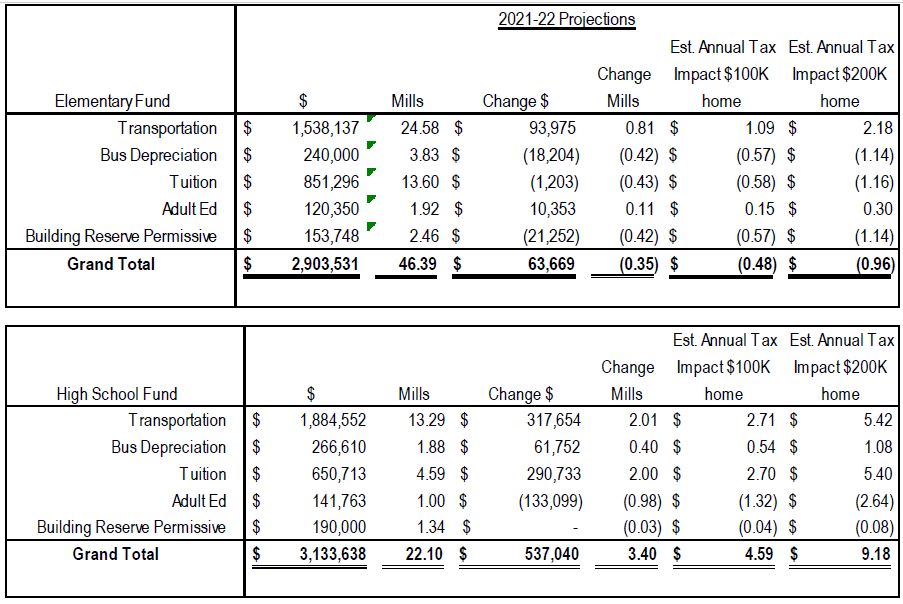 2021-22 Projections
Est. Annual Tax Est. Annual Tax
Change Impact $100K Impact $200K
Elementary Fund $ Mills Change $ Mills home home
Transportation $ 1,538,137 24.58 $ 93,975 0.81 $ 1.09 $ 2.18
Bus Depreciation $ 240,000 3.83 $ (18,204) (0.42) $ (0.57) $ (1.14)
Tuition $ 851,296 13.60 $ (1,203) (0.43) $ (0.58) $ (1.16)
Adult Ed $ 120,350 1.92 $ 10,353 0.11 $ 0.15 $ 0.30
Building Reserve Permissive $ 153,748 2.46 $ (21,252) (0.42) $ (0.57) $ (1.14)
Grand Total $ 2,903,531 46.39 $ 63,669 (0.35) $ (0.48) $ (0.96)
Est. Annual Tax Est. Annual Tax
Change Impact $100K Impact $200K
High School Fund $ Mills Change $ Mills home home
Transportation $ 1,884,552 13.29 $ 317,654 2.01 $ 2.71 $ 5.42
Bus Depreciation $ 266,610 1.88 $ 61,752 0.40 $ 0.54 $ 1.08
Tuition $ 650,713 4.59 $ 290,733 2.00 $ 2.70 $ 5.40
Adult Ed $ 141,763 1.00 $ (133,099) (0.98) $ (1.32) $ (2.64)
Building Reserve Permissive $ 190,000 1.34 $ - (0.03) $ (0.04) $ (0.08)
Grand Total $ 3,133,638 22.10 $ 537,040 3.40 $ 4.59 $ 9.18